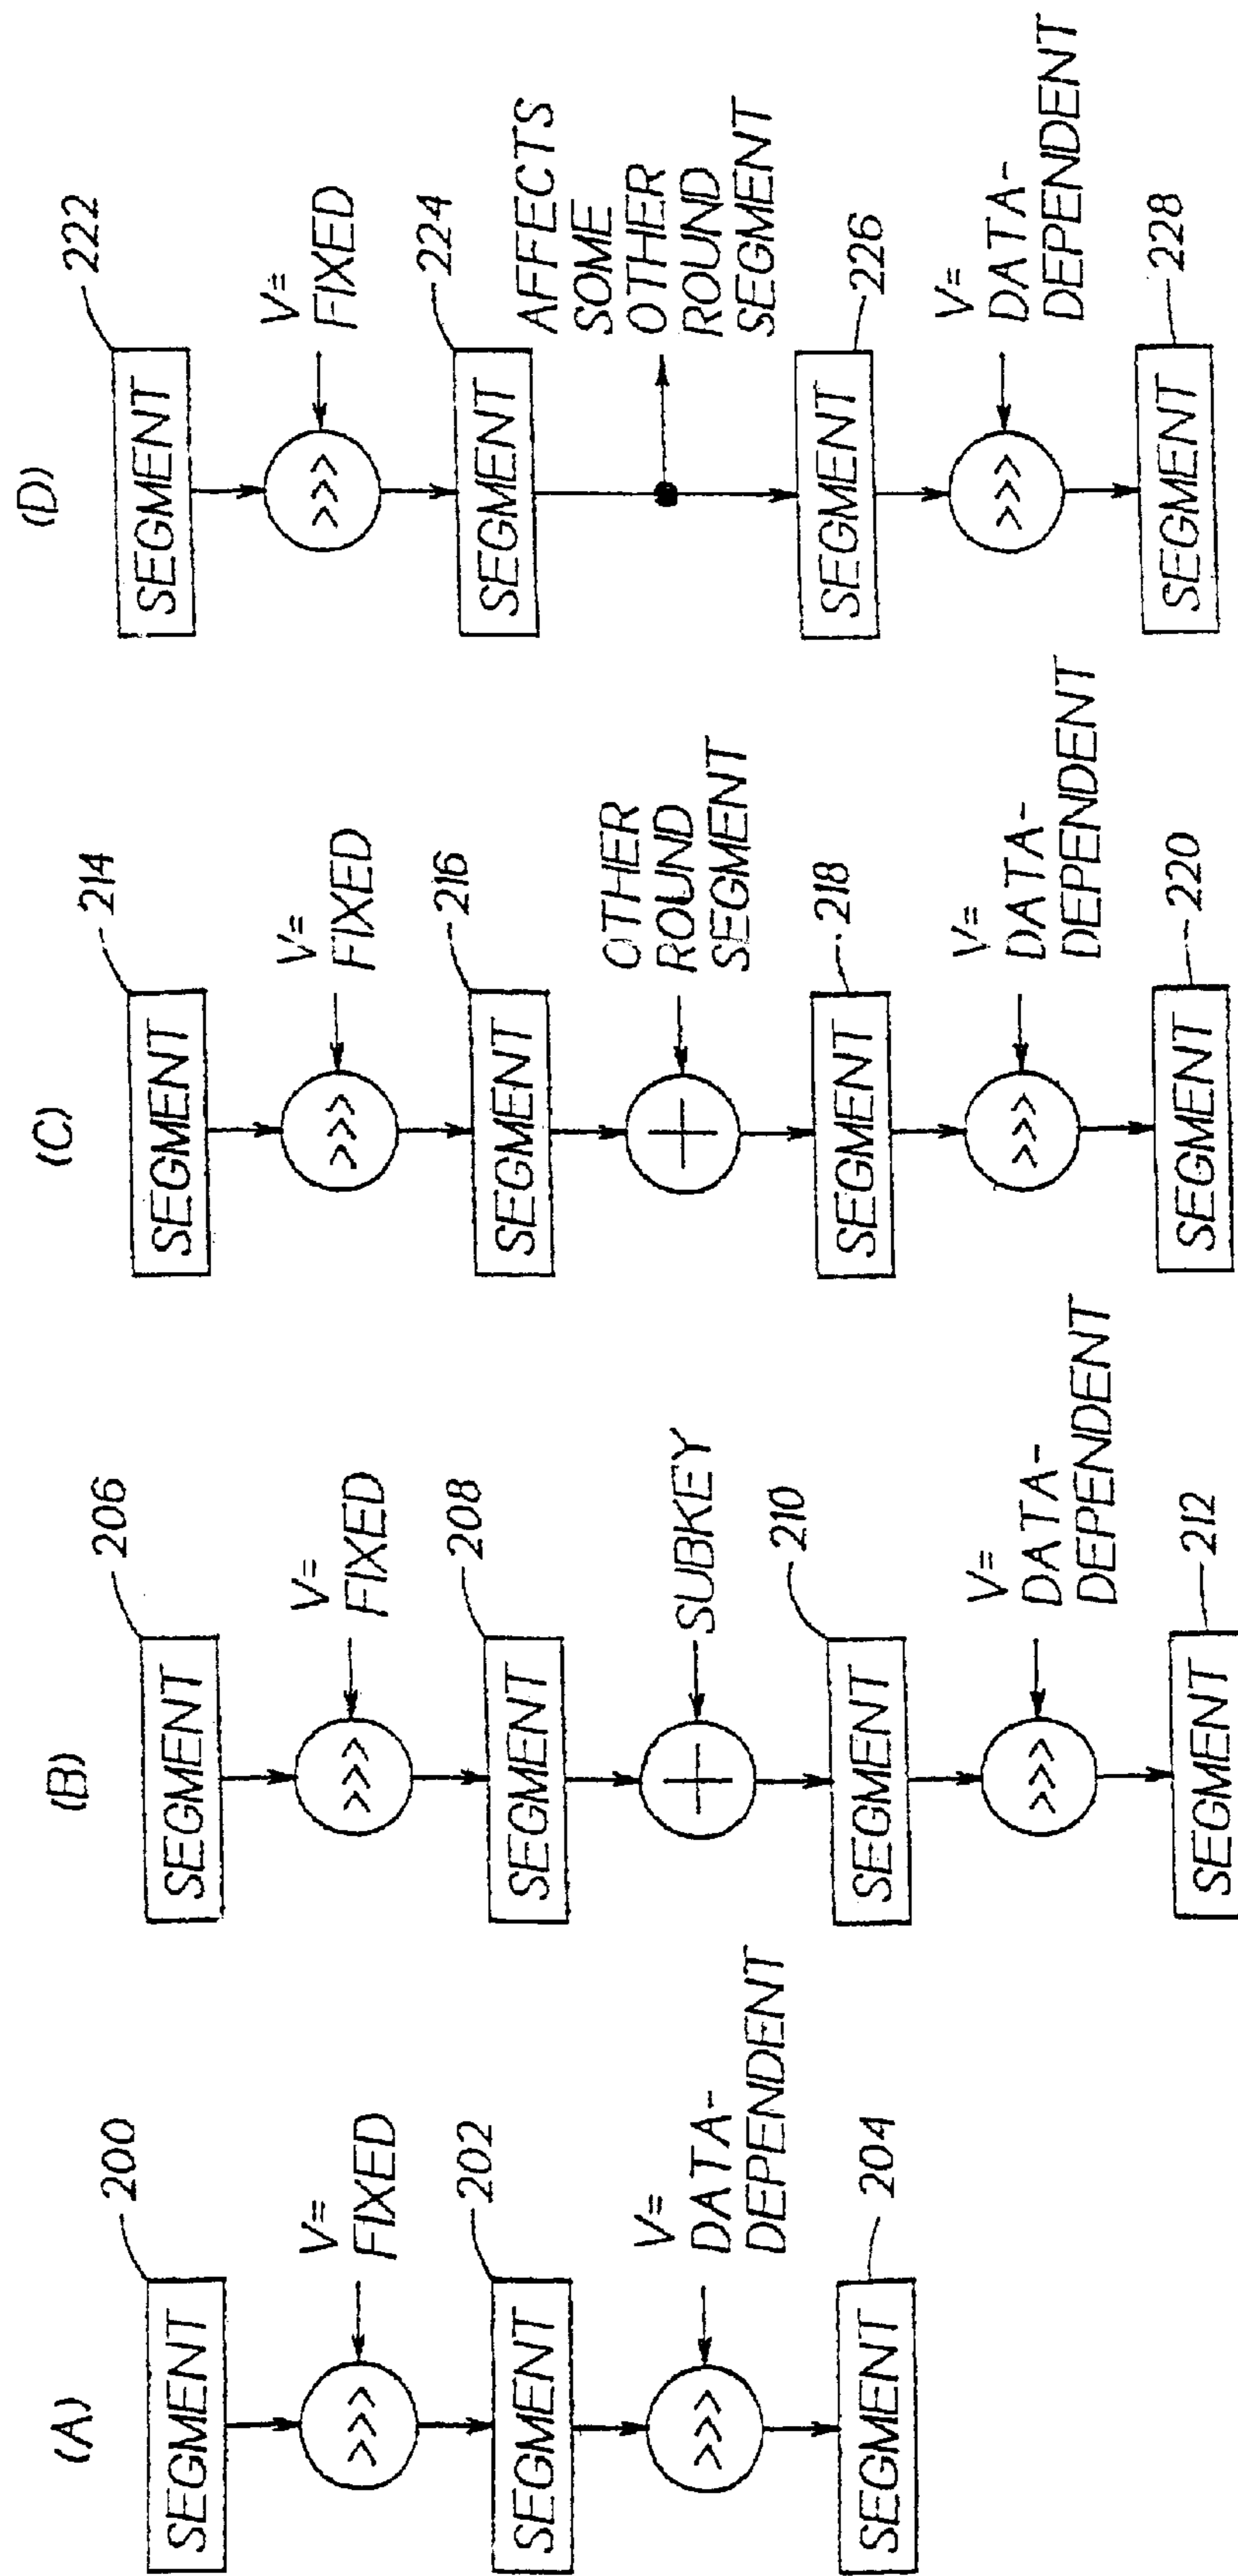 (A)
200
SEGMENT
V=
FIXED
>>>
202
SEGMENT
V=
DATA-
DEPENDENT
>>>
204
SEGMENT
(B)
206
SEGMENT
V=
FIXED
>>>
208
SEGMENT
SUBKEY
+
210
SEGMENT
V=
DATA-
DEPENDENT
>>>
212
SEGMENT
(C)
214
SEGMENT
V=
FIXED
>>>
216
SEGMENT
OTHER
ROUND
SEGMENT
+
218
SEGMENT
V=
DATA-
DEPENDENT
>>>
220
SEGMENT
(D)
222
SEGMENT
V=
FIXED
>>>
224
SEGMENT
AFFECTS
SOME
OTHER
ROUND
SEGMENT
226
SEGMENT
V=
DATA-
DEPENDENT
>>>
228
SEGMENT